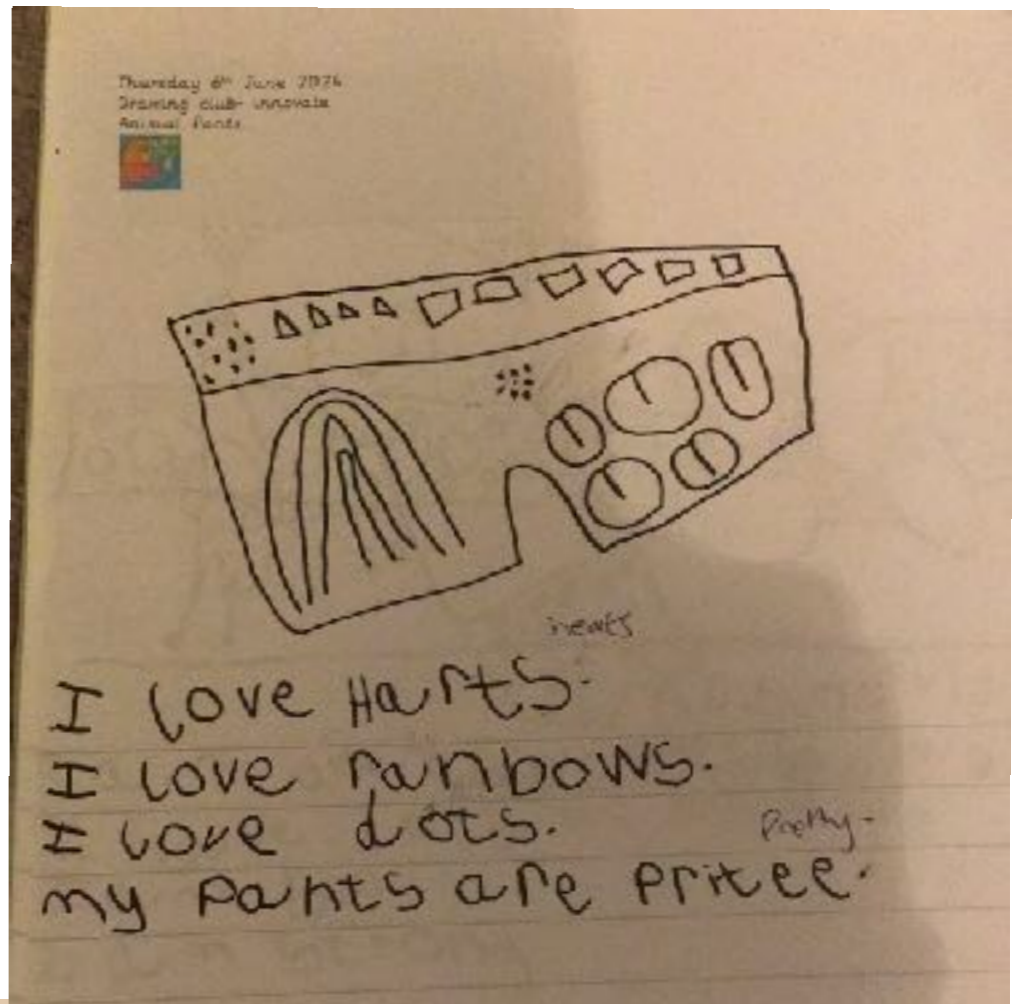 Thursday 6th June 2024
Drawing club- innovate
Animal Pants
hearts
I love Harts.
I love ranbows.
I love dots.
Pretty-
my pants are pritee.